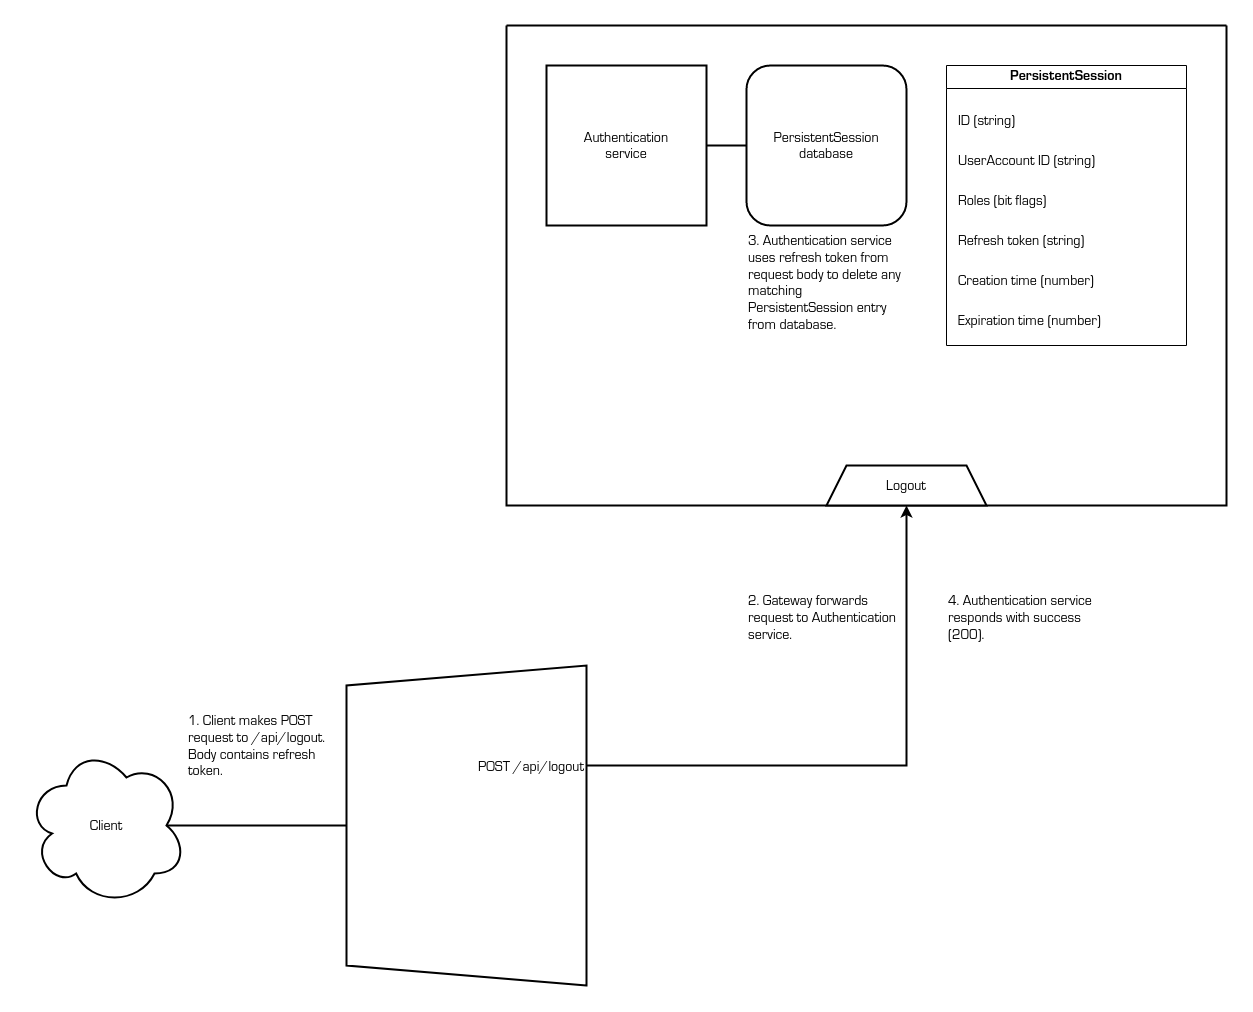 Authentication
service
PersistentSession
database
3. Authentication service
uses refresh token from
request body to delete any
matching
PersistentSession entry
from database.
PersistentSession
ID (string)
UserAccount ID (string)
Roles (bit flags)
Refresh token (string)
Creation time (number)
Expiration time (number)
Logout
2. Gateway forwards
request to Authentication
service.
4. Authentication service
responds with success
(200).
1. Client makes POST
request to /api/logout.
Body contains refresh
token.
POST /api/logout
Client